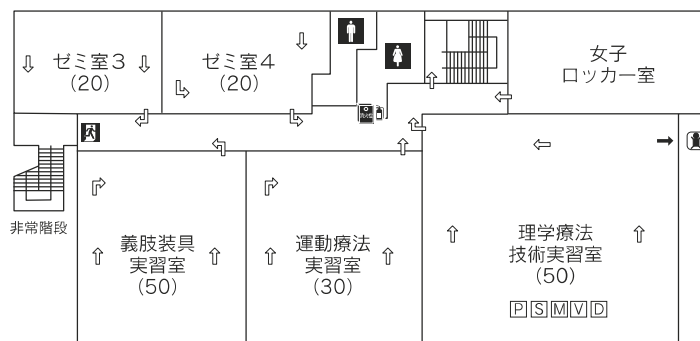 ゼミ室3
(20)
ゼミ室4
(20)
女子
ロッカー室
非常階段
義肢装具
実習室
(50)
運動療法
実習室
(30)
理学療法
技術実習室
(50)
P S M V D